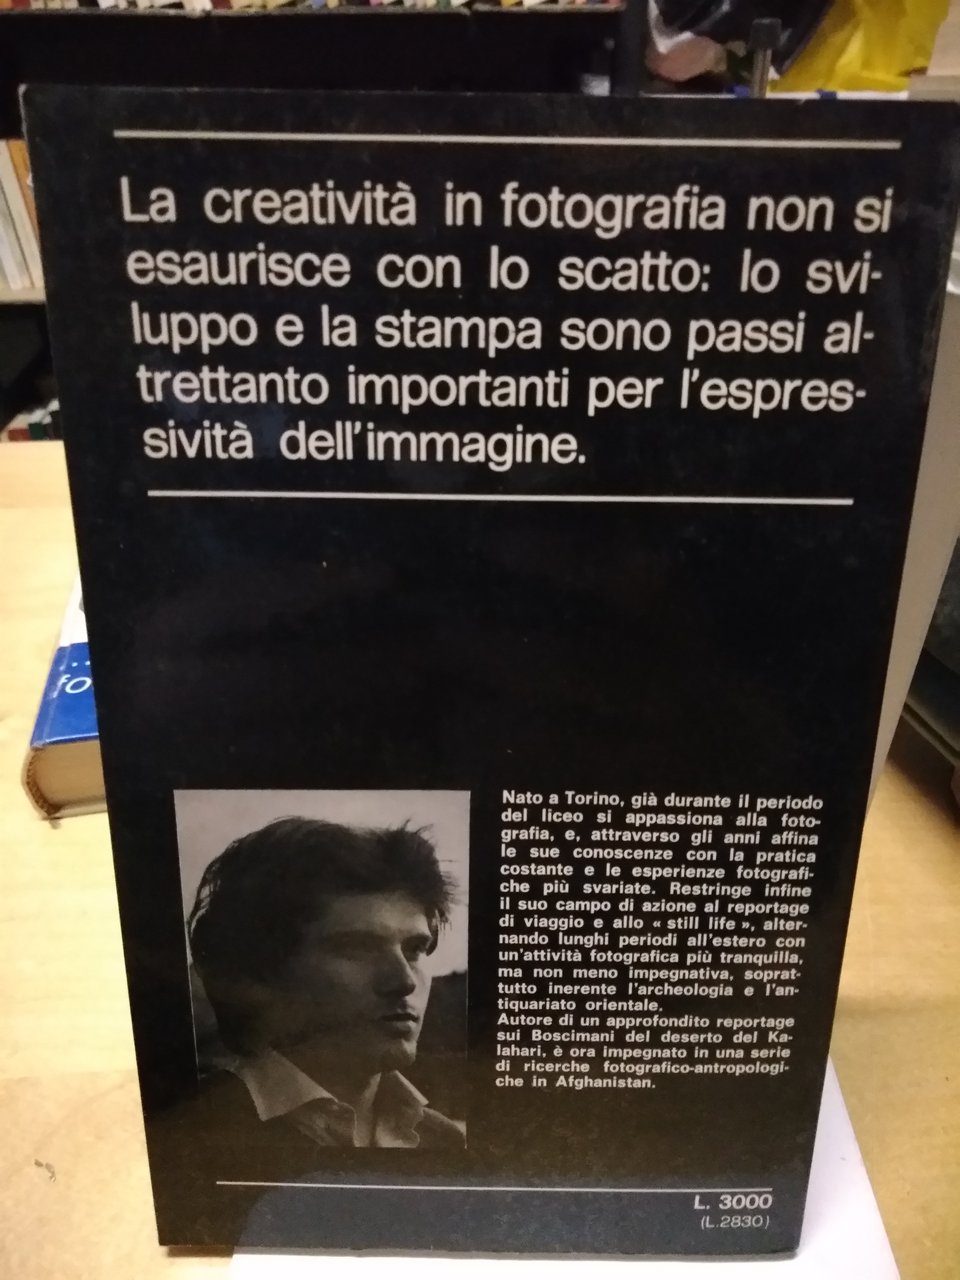 La creatività in fotografia non si
esaurisce con lo scatto: lo svi-
luppo e la stampa sono passi al-
trettanto importanti per l'espres-
sività dell'immagine.
Nato a Torino, già durante il periodo
del liceo si appassiona alla foto-
grafia, e, attraverso gli anni affina
le sue conoscenze con la pratica
costante e le esperienze fotografi-
che più svariate. Restringe infine
il suo campo di azione al reportage
di viaggio e allo « still life », alter-
nando lunghi periodi all'estero con
un'attività fotografica più tranquilla,
ma non meno impegnativa, soprat-
tutto inerente l'archeologia e l'an-
tiquariato orientale.
Autore di un approfondito reportage
sui Boscimani del deserto del Ka-
lahari, è ora impegnato in una serie
di ricerche fotografico-antropologi-
che in Afghanistan.
L. 3000
(L.2830)